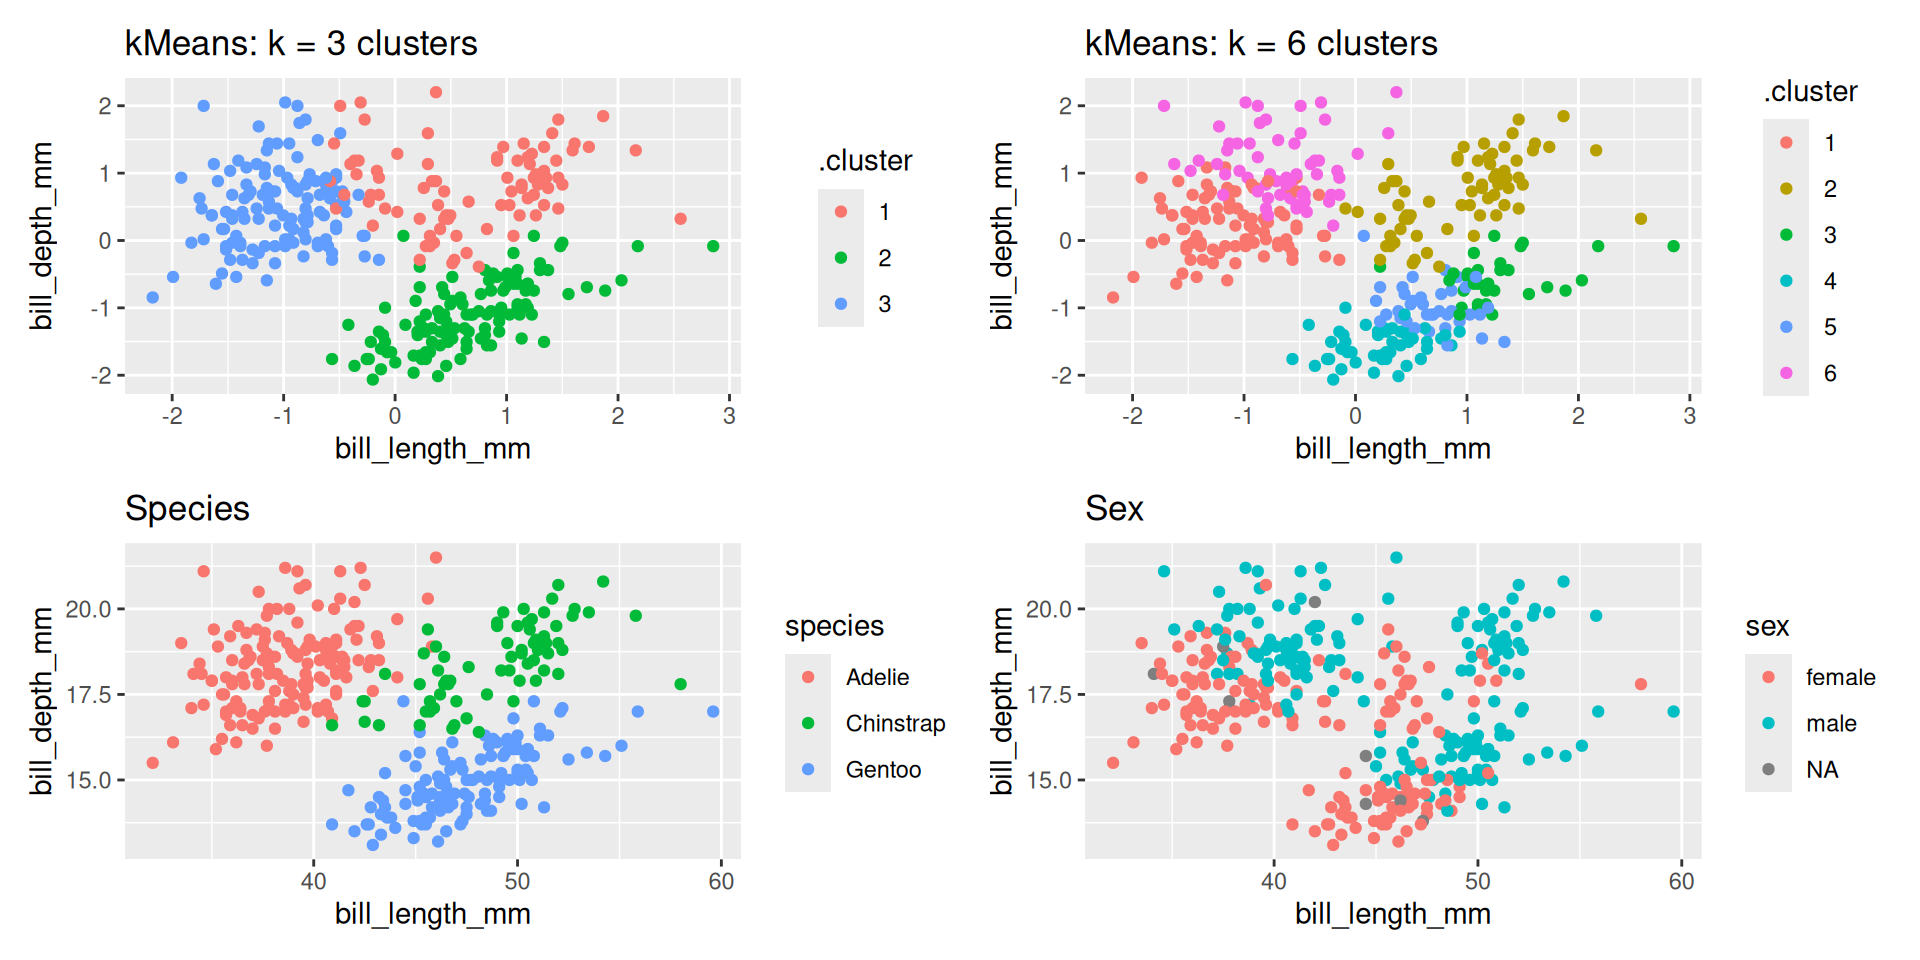 kMeans: k = 3 clusters
bill_depth_mm
2
1
0
-1
-2
-2 -1 0 1 2 3
bill_length_mm
.cluster
1
2
3
kMeans: k = 6 clusters
bill_depth_mm
2
1
0
-1
-2
-2 -1 0 1 2 3
bill_length_mm
.cluster
1
2
3
4
5
6
Species
bill_depth_mm
20.0
17.5
15.0
40 50 60
bill_length_mm
species
Adelie
Chinstrap
Gentoo
Sex
bill_depth_mm
20.0
17.5
15.0
40 50 60
bill_length_mm
sex
female
male
NA